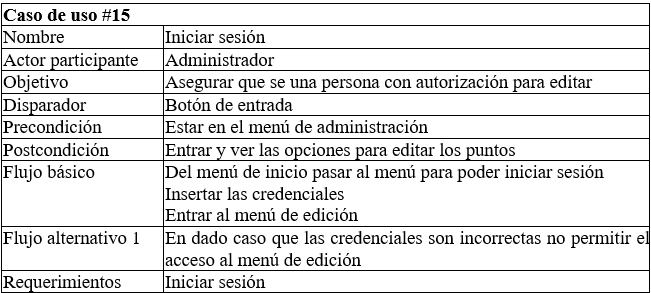 Caso de uso #15
Nombre Iniciar sesión
Actor participante Administrador
Objetivo Asegurar que se una persona con autorización para editar
Disparador Botón de entrada
Precondición Estar en el menú de administración
Postcondición Entrar y ver las opciones para editar los puntos
Flujo básico Del menú de inicio pasar al menú para poder iniciar sesión
Insertar las credenciales
Entrar al menú de edición
Flujo alternativo 1 En dado caso que las credenciales son incorrectas no permitir el
acceso al menú de edición
Requerimientos Iniciar sesión